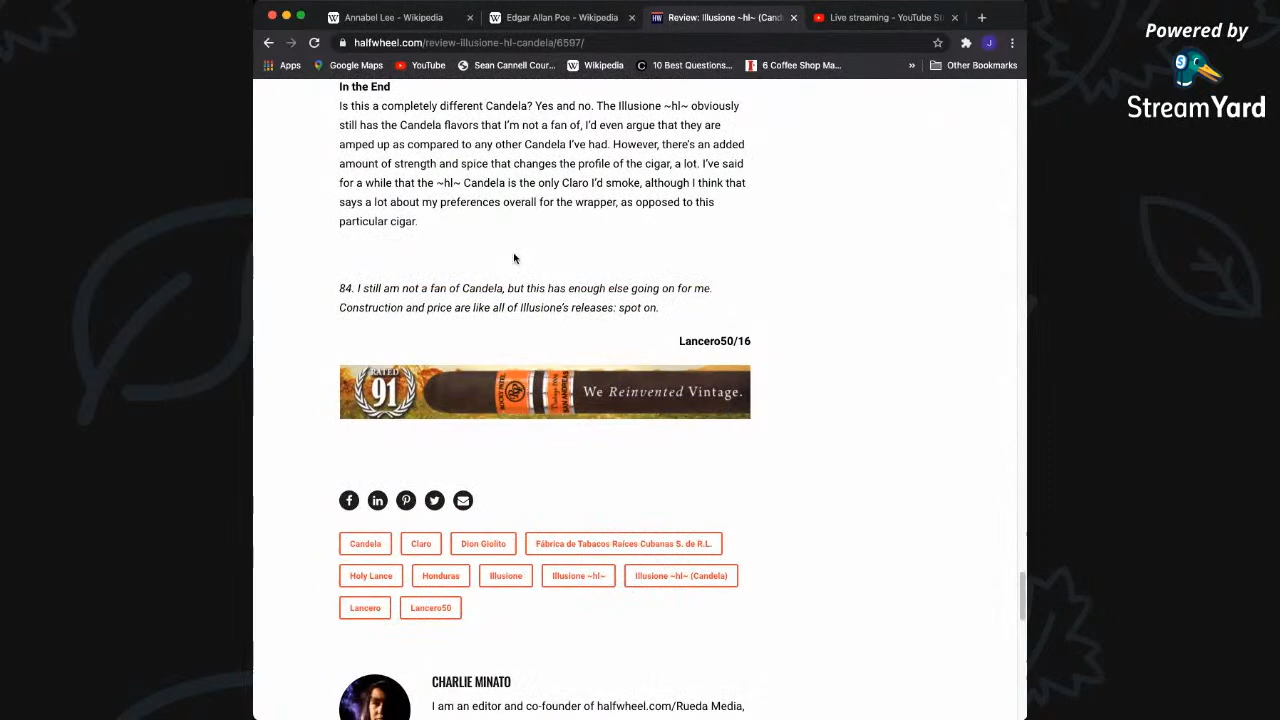 Annabel Lee - Wikipedia
Edgar Allan Poe - Wikipedia
HW Review: Illusione ~hl~ (Cand
Live streaming - YouTube St
halfwheel.com/review-illusione-hl-candela/6597/
J
Apps
Google Maps
YouTube
Sean Cannell Cour...
W Wikipedia
C 10 Best Questions...
6 Coffee Shop Ma...
»
Other Bookmarks
Powered by
StreamYard
In the End
Is this a completely different Candela? Yes and no. The Illusione ~hl~ obviously
still has the Candela flavors that I'm not a fan of, I'd even argue that they are
amped up as compared to any other Candela I've had. However, there's an added
amount of strength and spice that changes the profile of the cigar, a lot. I've said
for a while that the ~hl~ Candela is the only Claro I'd smoke, although I think that
says a lot about my preferences overall for the wrapper, as opposed to this
particular cigar.
84. I still am not a fan of Candela, but this has enough else going on for me.
Construction and price are like all of Illusione's releases: spot on.
Lancero50/16
RATED
91
ROCKY PATEL
SAN ANDREAS
We Reinvented Vintage.
Candela
Claro
Dion Giolito
Fábrica de Tabacos Raíces Cubanas S. de R.L.
Holy Lance
Honduras
Illusione
Illusione ~hl~
Illusione ~hl~ (Candela)
Lancero
Lancero50
CHARLIE MINATO
I am an editor and co-founder of halfwheel.com/Rueda Media,